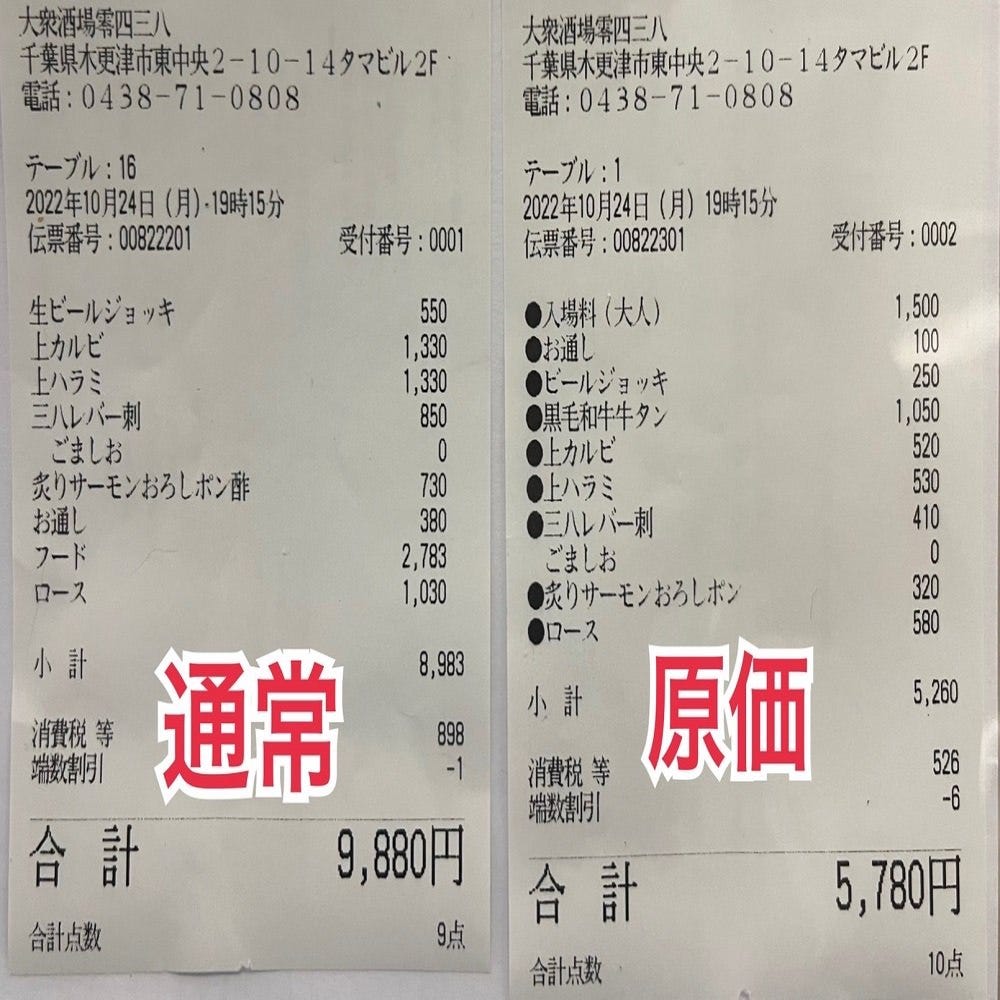 大衆酒場零四三八
千葉県木更津市東中央2-10-14タマビル2F
電話:0438-71-0808
テーブル:16
2022年10月24日(月) 19時15分
伝票番号:00822201 受付番号:0001
生ビールジョッキ 550
上カルビ 1,330
上ハラミ 1,330
三八レバー刺 850
ごましお 0
炙りサーモンおろしポン酢 730
お通し 380
フード 2,783
ロース 1,030
小計 8,983
消費税等 898
端数割引 -1
合計 9,880円
合計点数 9点
通常
大衆酒場零四三八
千葉県木更津市東中央2-10-14タマビル2F
電話:0438-71-0808
テーブル:1
2022年10月24日(月) 19時15分
伝票番号:00822301 受付番号:0002
●入場料(大人) 1,500
●お通し 100
●ビールジョッキ 250
●黒毛和牛牛タン 1,050
●上カルビ 520
●上ハラミ 530
●三八レバー刺 410
ごましお 0
●炙りサーモンおろしポン 320
●ロース 580
小計 5,260
消費税等 526
端数割引 -6
合計 5,780円
合計点数 10点
原価